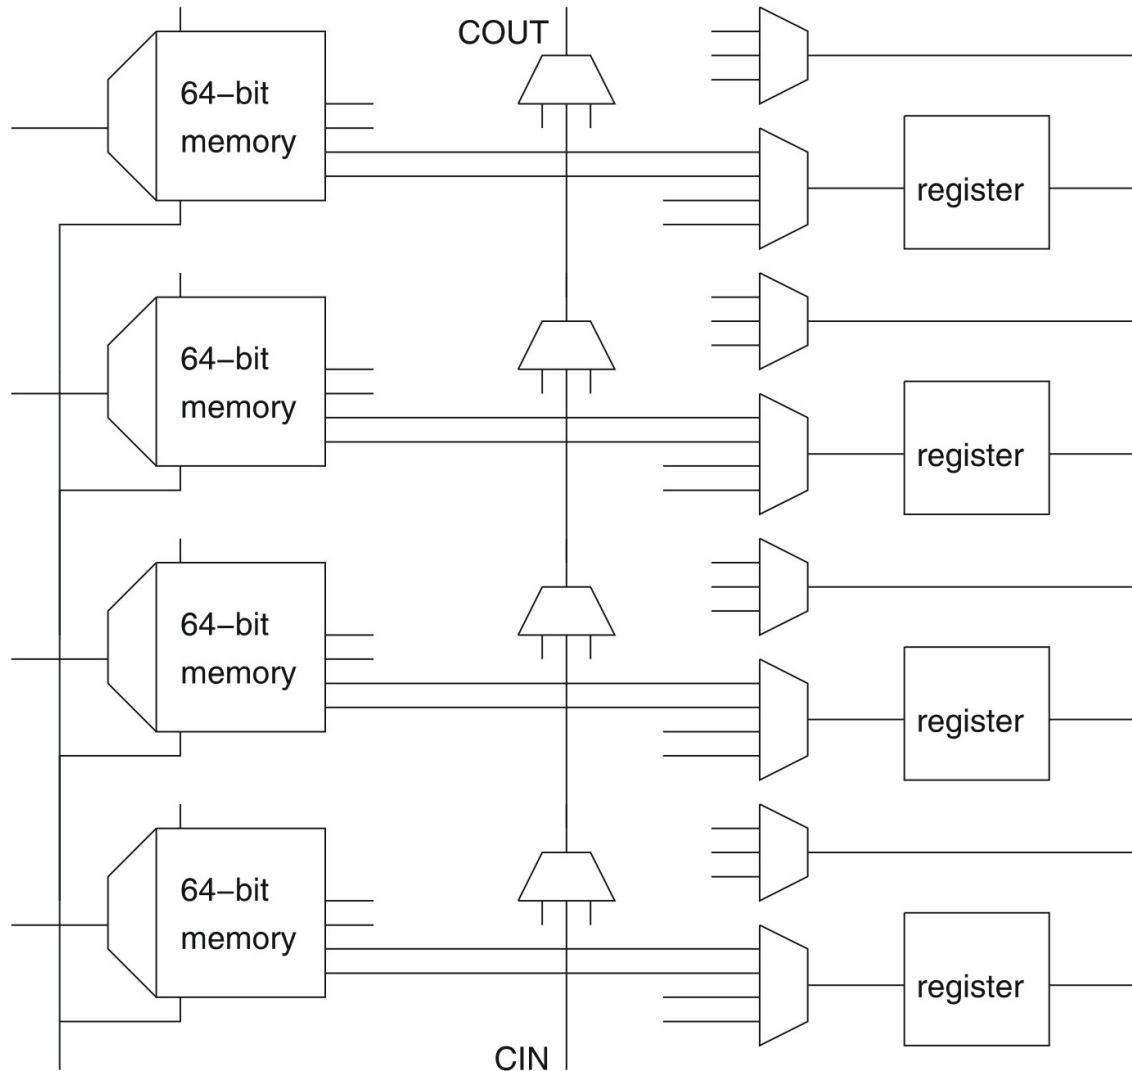 COUT
64–bit
memory
register
64–bit
memory
register
64–bit
memory
register
64–bit
memory
register
CIN